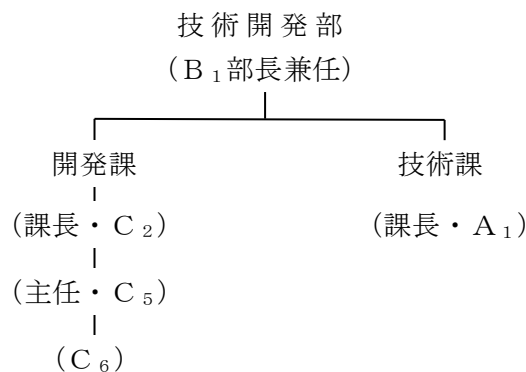 技術開発部
（B₁部長兼任）
開発課 技術課
（課長・C₂） （課長・A₁）
（主任・C₅）
（C₆）